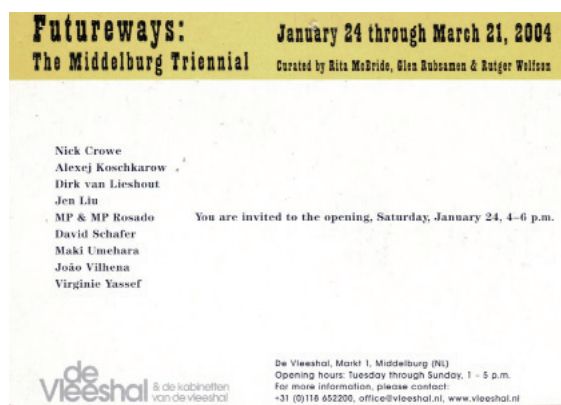 Futureways:
The Middelburg Triennial
January 24 through March 21, 2004
Curated by Rita McBride, Glen Rubsamen & Rutger Wolfson
Nick Crowe
Alexej Koschkarow
Dirk van Lieshout
Jen Liu
MP & MP Rosado
David Schafer
Maki Umehara
João Vilhena
Virginie Yassef
You are invited to the opening, Saturday, January 24, 4–6 p.m.
de
Vleeshal
& de kabinetten
van de vleeshal
De Vleeshal, Markt 1, Middelburg (NL)
Opening hours: Tuesday through Sunday, 1 - 5 p.m.
For more information, please contact:
+31 (0)118 652200, office@vleeshal.nl, www.vleeshal.nl